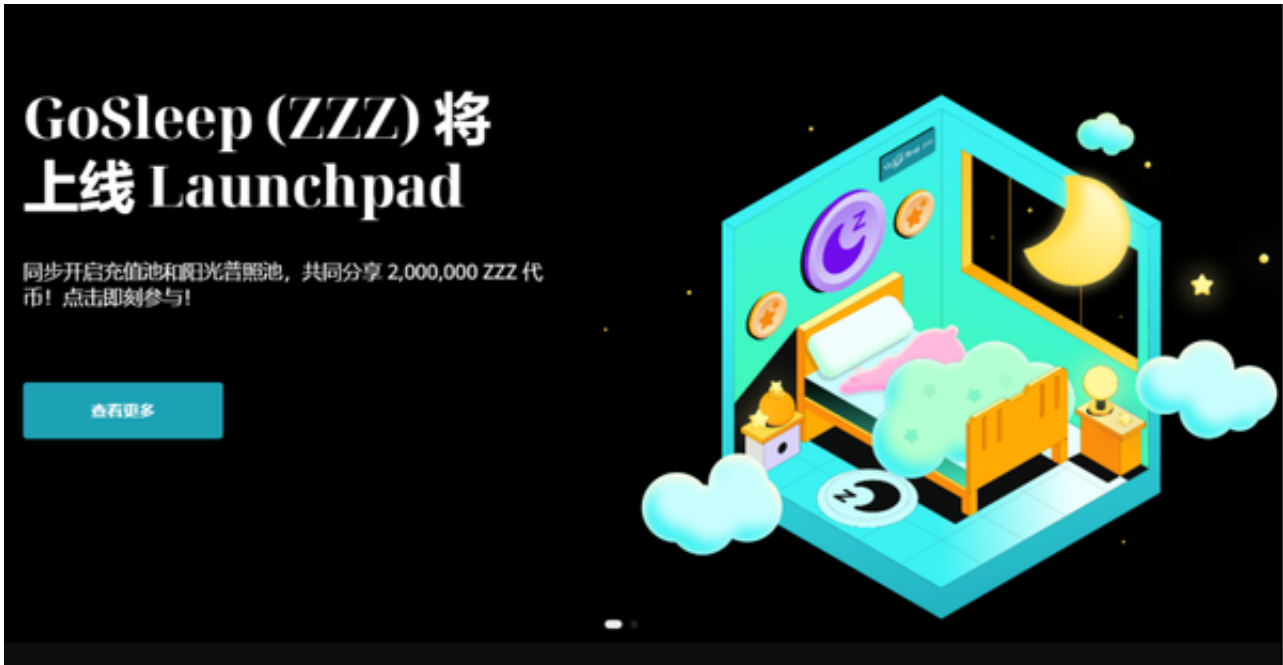 GoSleep (ZZZ) 将
上线 Launchpad
同步开启充值池和阳光普照池，共同分享 2,000,000 ZZZ 代
币！点击即刻参与！
查看更多
Z
Z